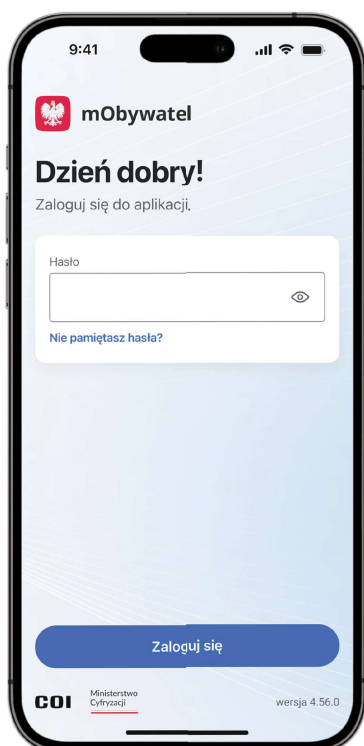 9:41
mObywatel
Dzień dobry!
Zaloguj się do aplikacji.
Hasło
Nie pamiętasz hasła?
Zaloguj się
COI
Ministerstwo
Cyfryzacji
wersja 4.56.0